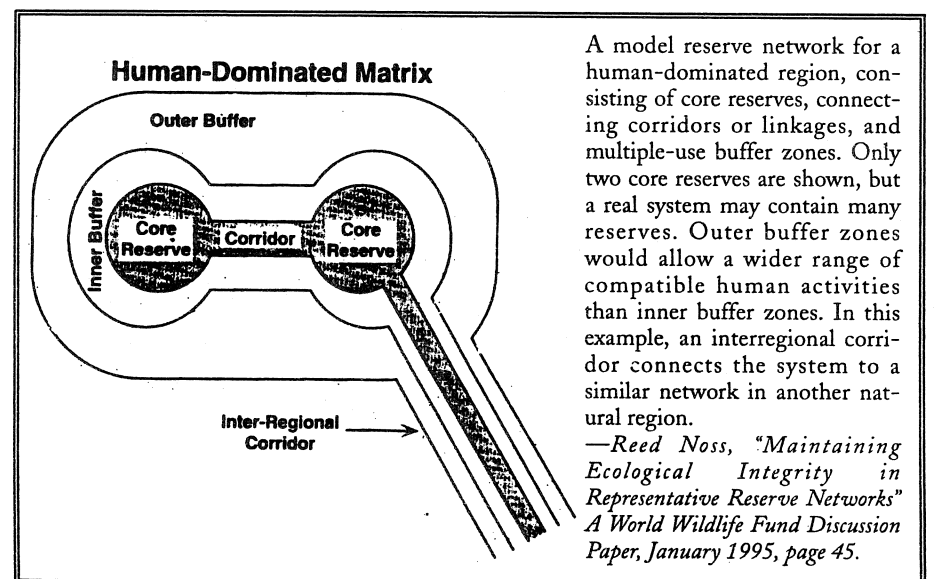 Human-Dominated Matrix
Outer Buffer
Inner Buffer
Core
Reserve
Corridor
Core
Reserve
Inter-Regional
Corridor
A model reserve network for a
human-dominated region, con-
sisting of core reserves, connect-
ing corridors or linkages, and
multiple-use buffer zones. Only
two core reserves are shown, but
a real system may contain many
reserves. Outer buffer zones
would allow a wider range of
compatible human activities
than inner buffer zones. In this
example, an interregional corri-
dor connects the system to a
similar network in another nat-
ural region.
—Reed Noss, "Maintaining
Ecological Integrity in
Representative Reserve Networks"
A World Wildlife Fund Discussion
Paper, January 1995, page 45.